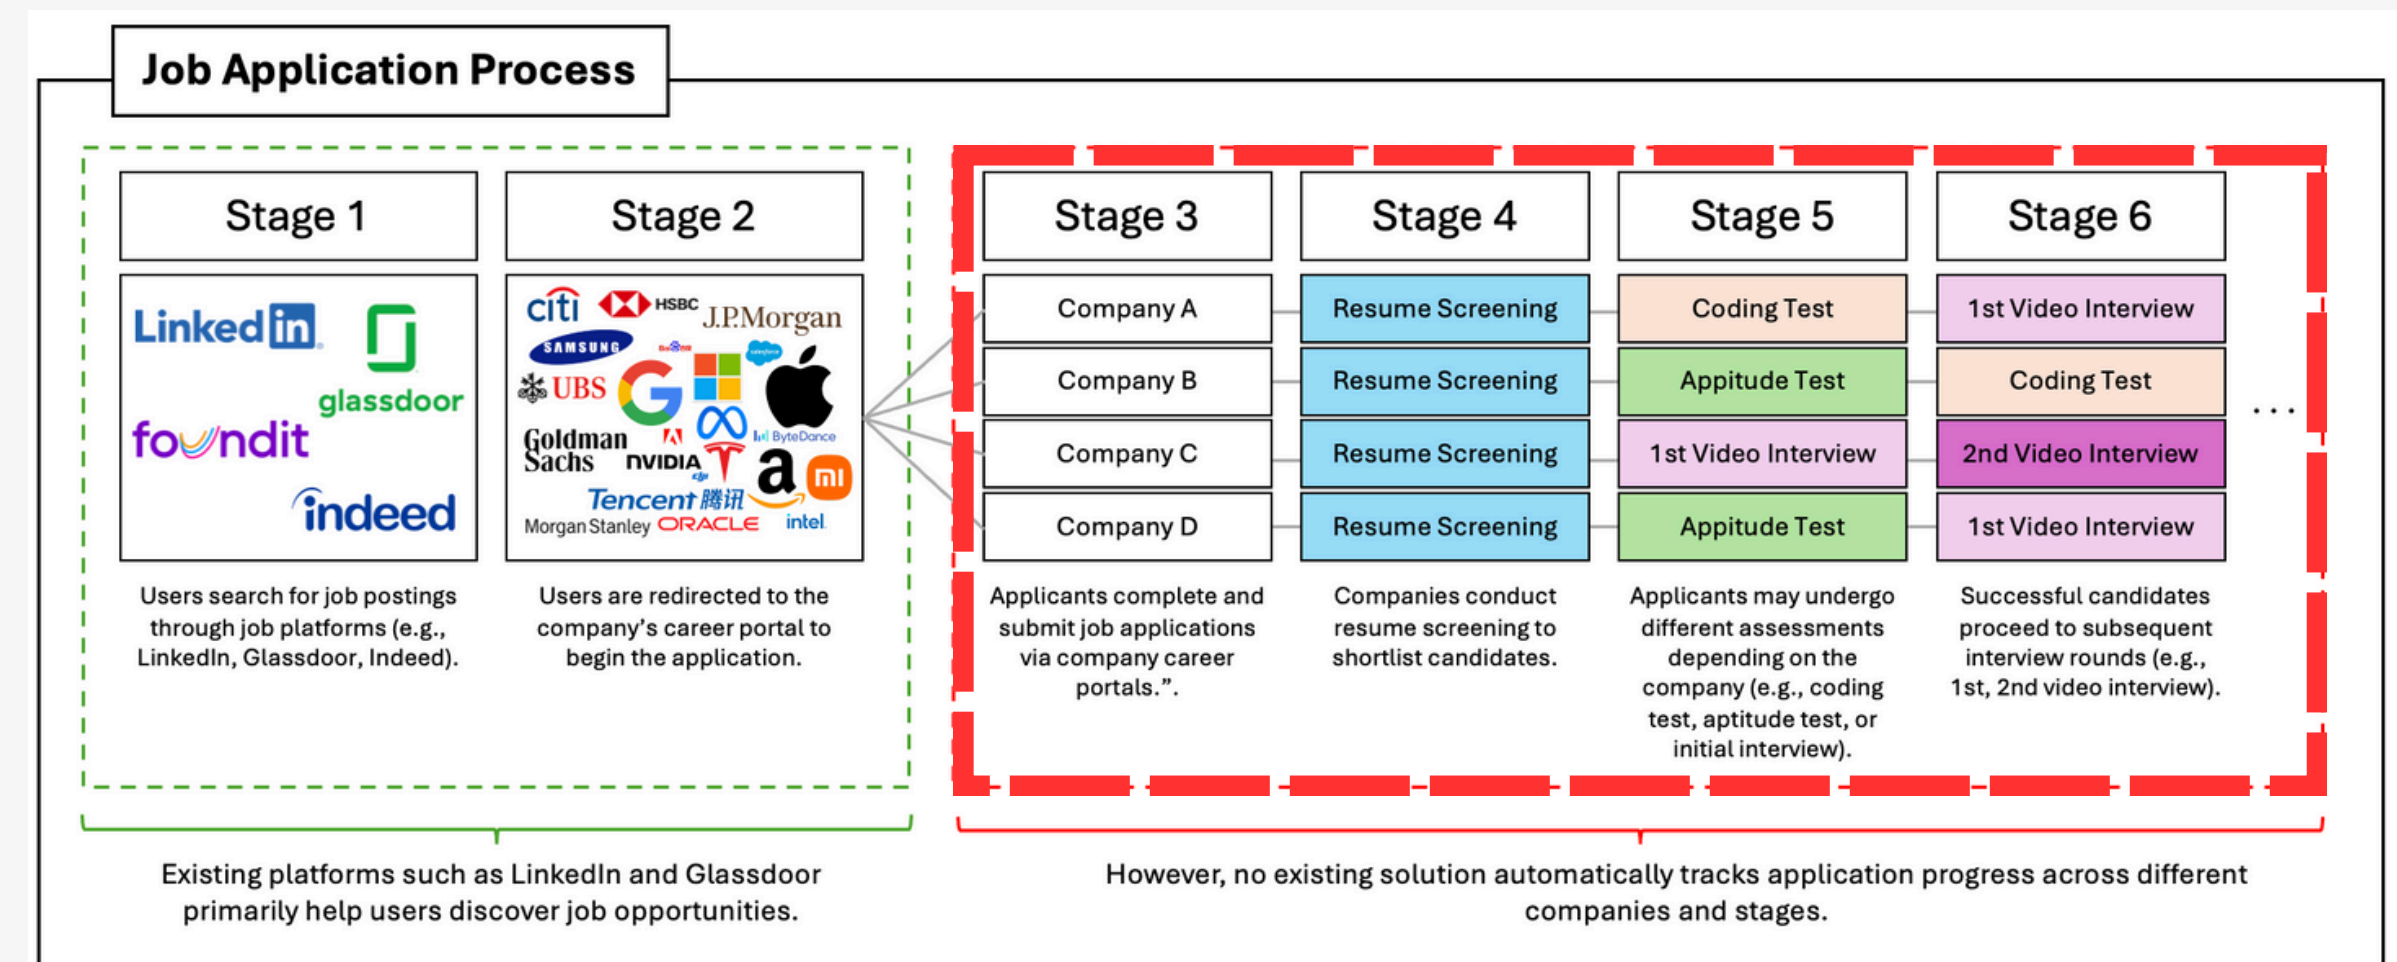 Job Application Process
Stage 1
Stage 2
Stage 3
Stage 4
Stage 5
Stage 6
LinkedIn
glassdoor
foundit
indeed
citi
HSBC
J.P.Morgan
SAMSUNG
salesforce
UBS
ByteDance
Goldman
Sachs
NVIDIA
a
mi
dji
Tencent 腾讯
Morgan Stanley
ORACLE
intel
Company A
Resume Screening
Coding Test
1st Video Interview
Company B
Resume Screening
Appitude Test
Coding Test
Company C
Resume Screening
1st Video Interview
2nd Video Interview
Company D
Resume Screening
Appitude Test
1st Video Interview
...
Users search for job postings
through job platforms (e.g.,
LinkedIn, Glassdoor, Indeed).
Users are redirected to the
company's career portal to
begin the application.
Applicants complete and
submit job applications
via company career
portals.”.
Companies conduct
resume screening to
shortlist candidates.
Applicants may undergo
different assessments
depending on the
company (e.g., coding
test, aptitude test, or
initial interview).
Successful candidates
proceed to subsequent
interview rounds (e.g.,
1st, 2nd video interview).
Existing platforms such as LinkedIn and Glassdoor
primarily help users discover job opportunities.
However, no existing solution automatically tracks application progress across different
companies and stages.